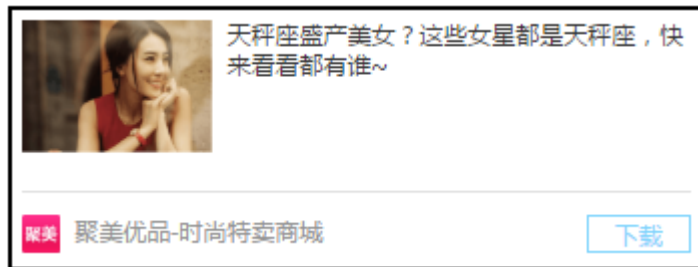 天秤座盛产美女？这些女星都是天秤座，快
来看看都有谁~
聚美 聚美优品-时尚特卖商城
下载